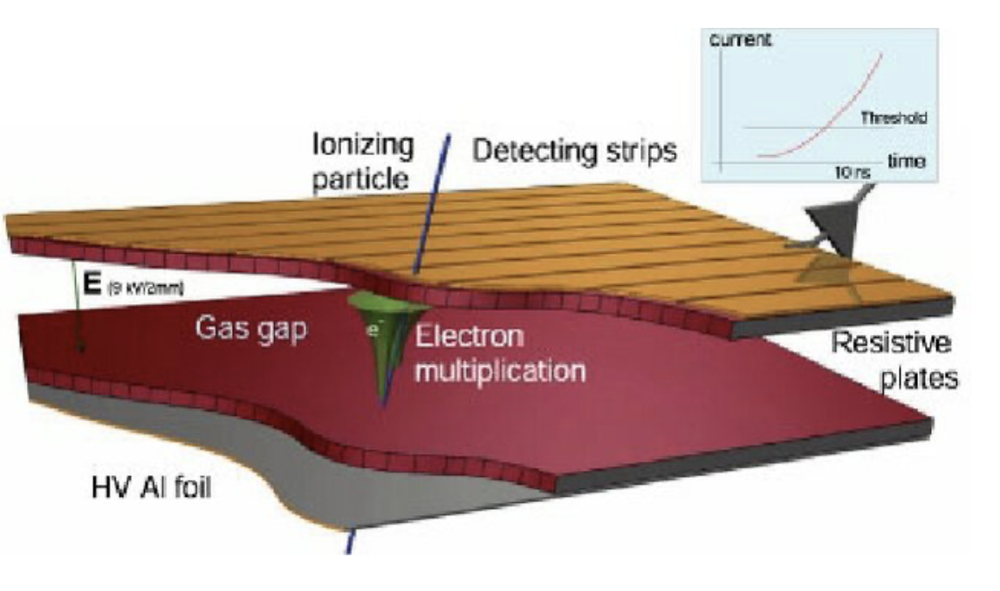 current
Threshold
time
10 ns
Ionizing
particle
Detecting strips
E (9 kV/2mm)
Gas gap
e-
Electron
multiplication
Resistive
plates
HV Al foil